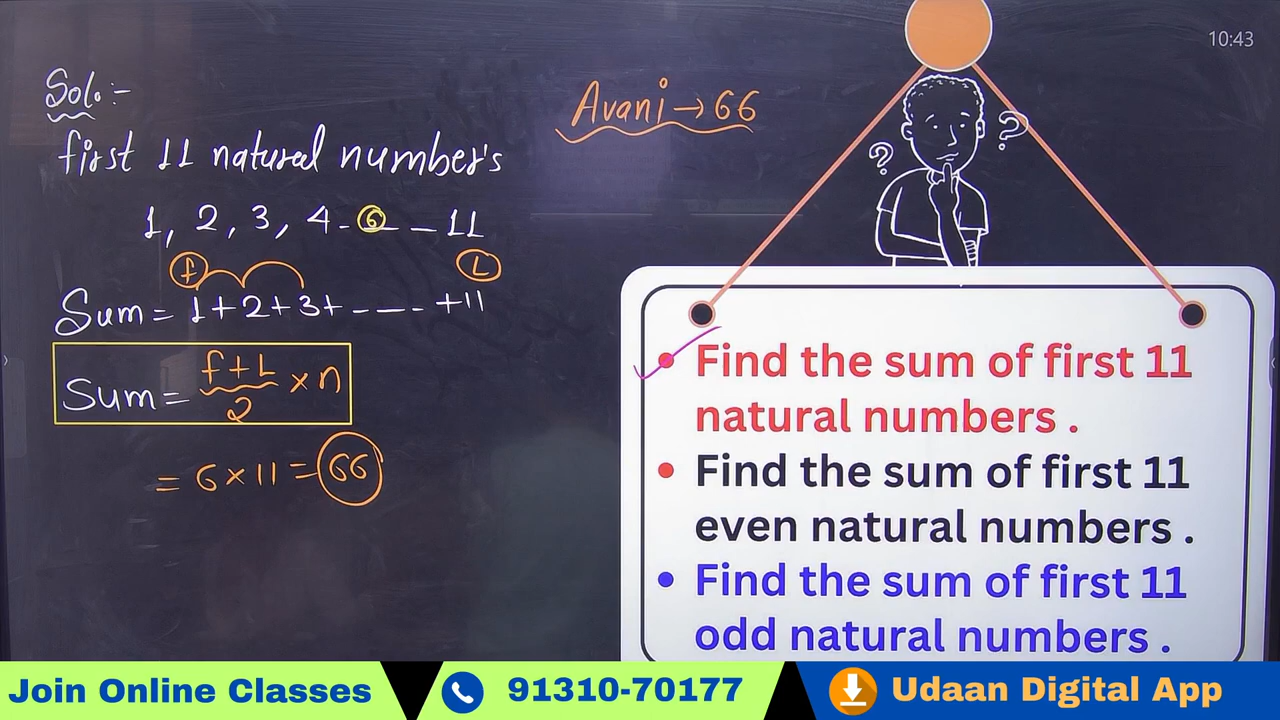 10:43
Sol:-
Avani → 66
first 11 natural number's
1, 2, 3, 4 - 6 - - 11
f L
Sum = 1+2+3+ - - - - +11
Sum = f+L/2 × n
= 6 × 11 = 66
? ?
Find the sum of first 11
natural numbers .
Find the sum of first 11
even natural numbers .
Find the sum of first 11
odd natural numbers .
Join Online Classes
91310-70177
Udaan Digital App